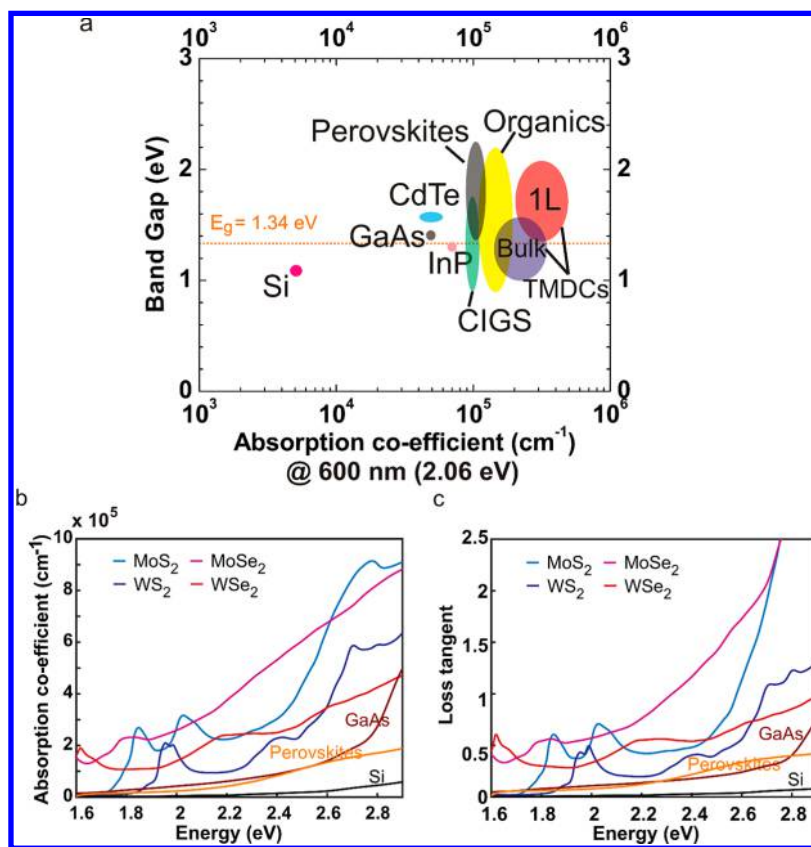 a
10³ 10⁴ 10⁵ 10⁶
3 3
Perovskites Organics
2 2
CdTe 1L
E_g = 1.34 eV
GaAs Bulk
InP
Si TMDCs
1 1
CIGS
0 0
Band Gap (eV)
10³ 10⁴ 10⁵ 10⁶
Absorption co-efficient (cm⁻¹)
@ 600 nm (2.06 eV)
b
x 10⁵
10
8
6
4
2
0
Absorption co-efficient (cm⁻¹)
MoS₂ MoSe₂
WS₂ WSe₂
GaAs
Perovskites
Si
1.6 1.8 2 2.2 2.4 2.6 2.8
Energy (eV)
c
2.5
2
1.5
1
0.5
0
Loss tangent
MoS₂ MoSe₂
WS₂ WSe₂
GaAs
Perovskites
Si
1.6 1.8 2 2.2 2.4 2.6 2.8
Energy (eV)